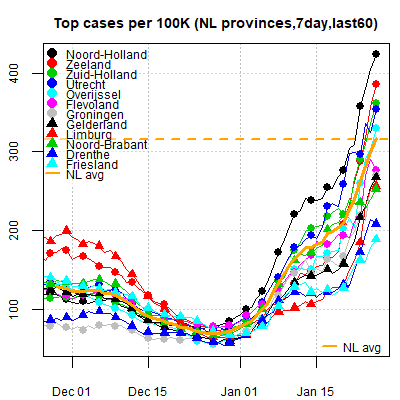 Top cases per 100K (NL provinces,7day,last60)
Noord-Holland
Zeeland
Zuid-Holland
Utrecht
Overijssel
Flevoland
Groningen
Gelderland
Limburg
Noord-Brabant
Drenthe
Friesland
NL avg
400
300
200
100
NL avg
Dec 01 Dec 15 Jan 01 Jan 15